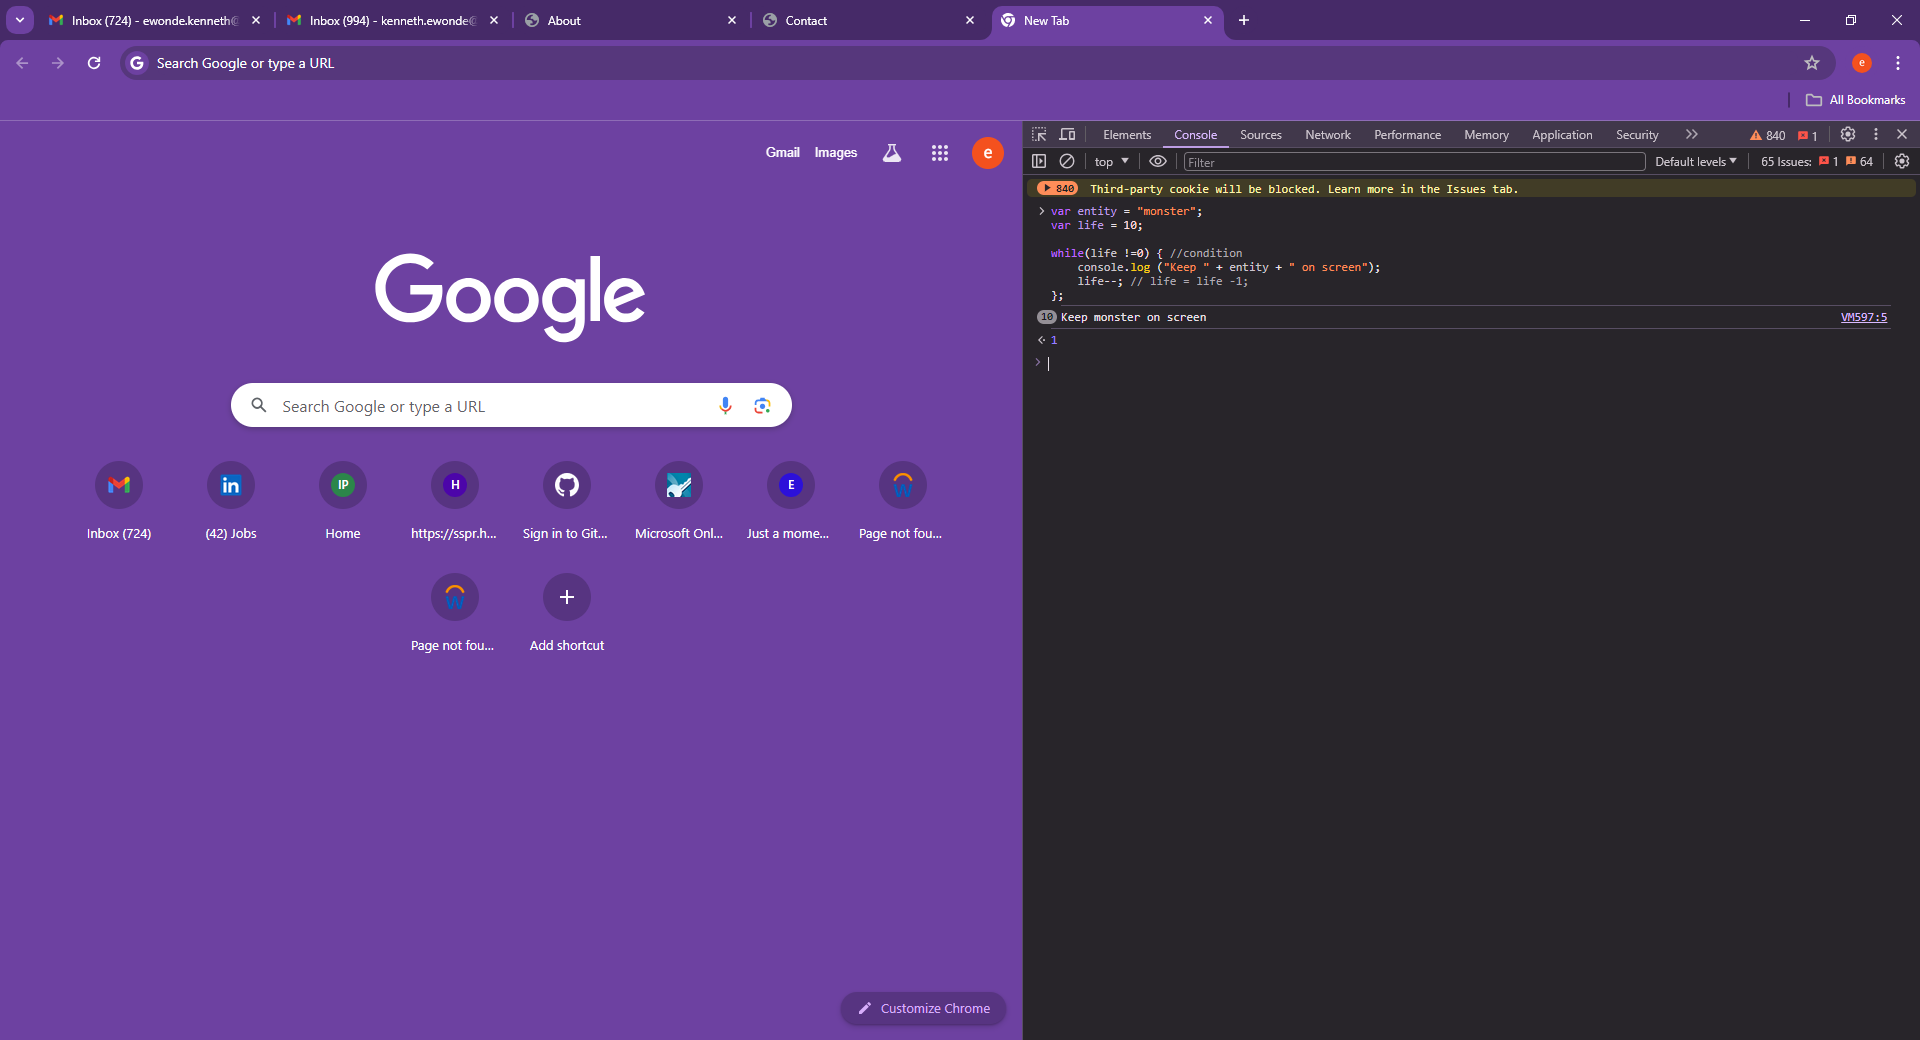 Inbox (724) - ewonde.kenneth@
Inbox (994) - kenneth.ewonde@
About
Contact
New Tab
Search Google or type a URL
e
All Bookmarks
Gmail
Images
e
Google
Search Google or type a URL
Inbox (724)
(42) Jobs
IP
Home
H
https://sspr.h...
Sign in to Git...
Microsoft Onl...
E
Just a mome...
Page not fou...
Page not fou...
Add shortcut
Customize Chrome
Elements
Console
Sources
Network
Performance
Memory
Application
Security
840
1
top
Filter
Default levels
65 Issues:
1
64
840 Third-party cookie will be blocked. Learn more in the Issues tab.
var entity = "monster";
var life = 10;
while(life !=0) { //condition
console.log ("Keep " + entity + " on screen");
life--; // life = life -1;
};
10 Keep monster on screen
VM597:5
1